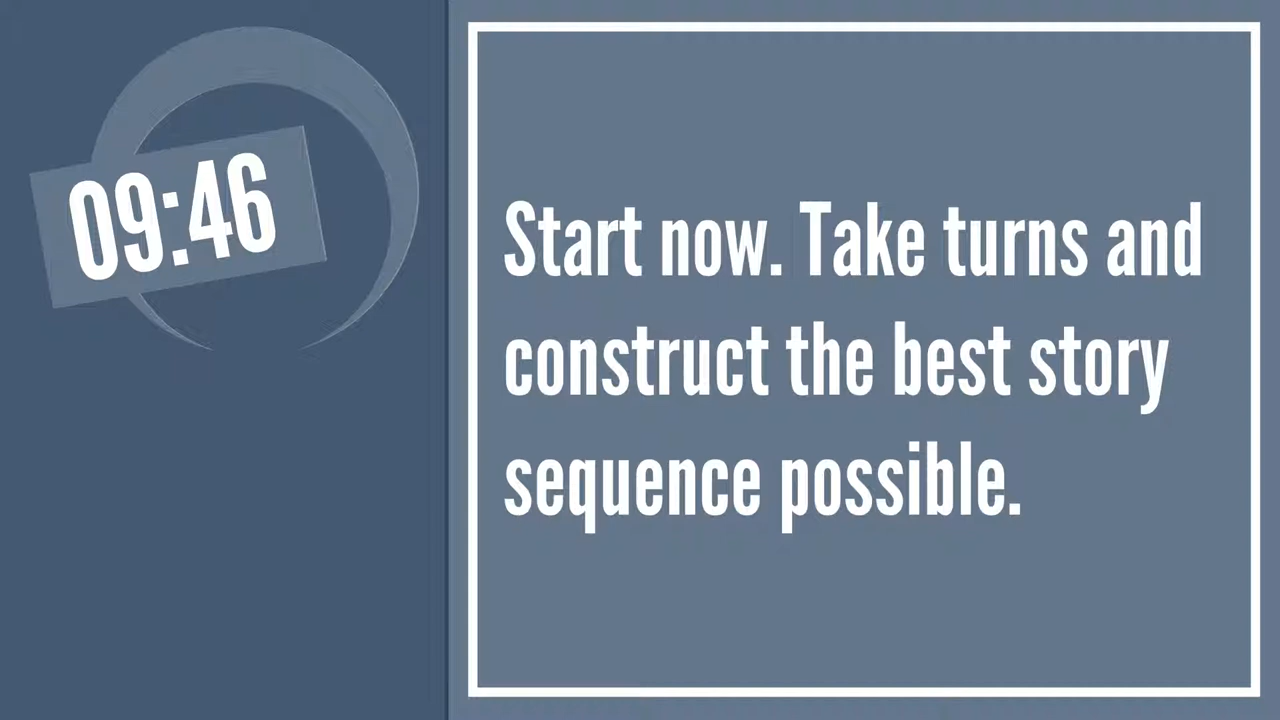 09:46
Start now. Take turns and
construct the best story
sequence possible.